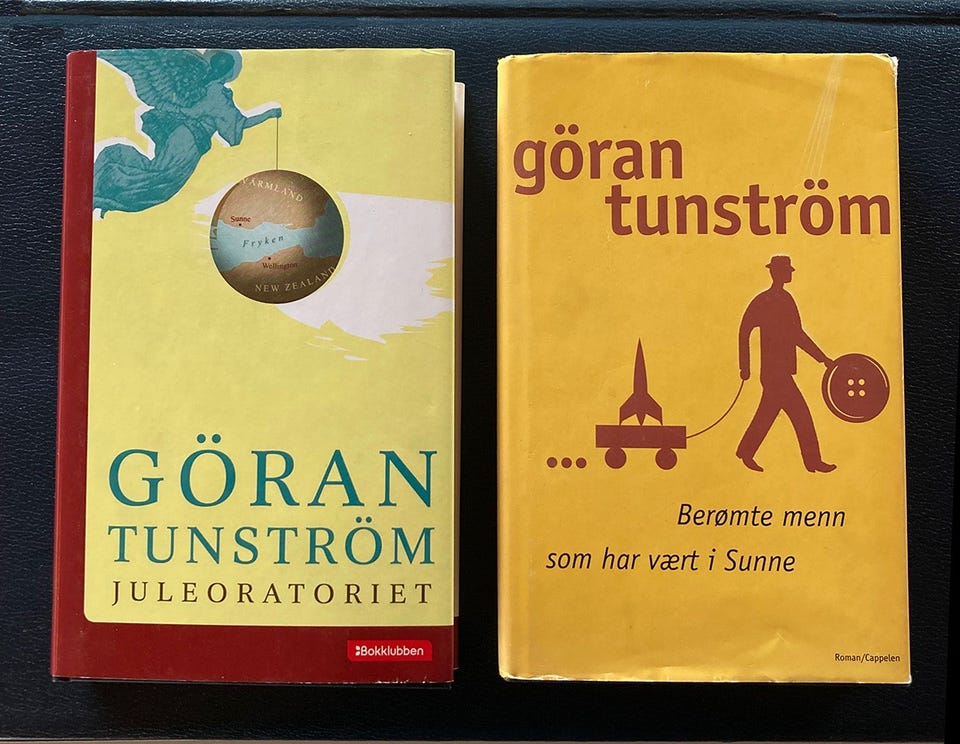 VÄRMLAND
Sunne
Fryken
Wellington
NEW ZEALAND
GÖRAN
TUNSTRÖM
JULEORATORIET
Bokklubben
göran
tunström
Berømte menn
som har vært i Sunne
Roman/Cappelen